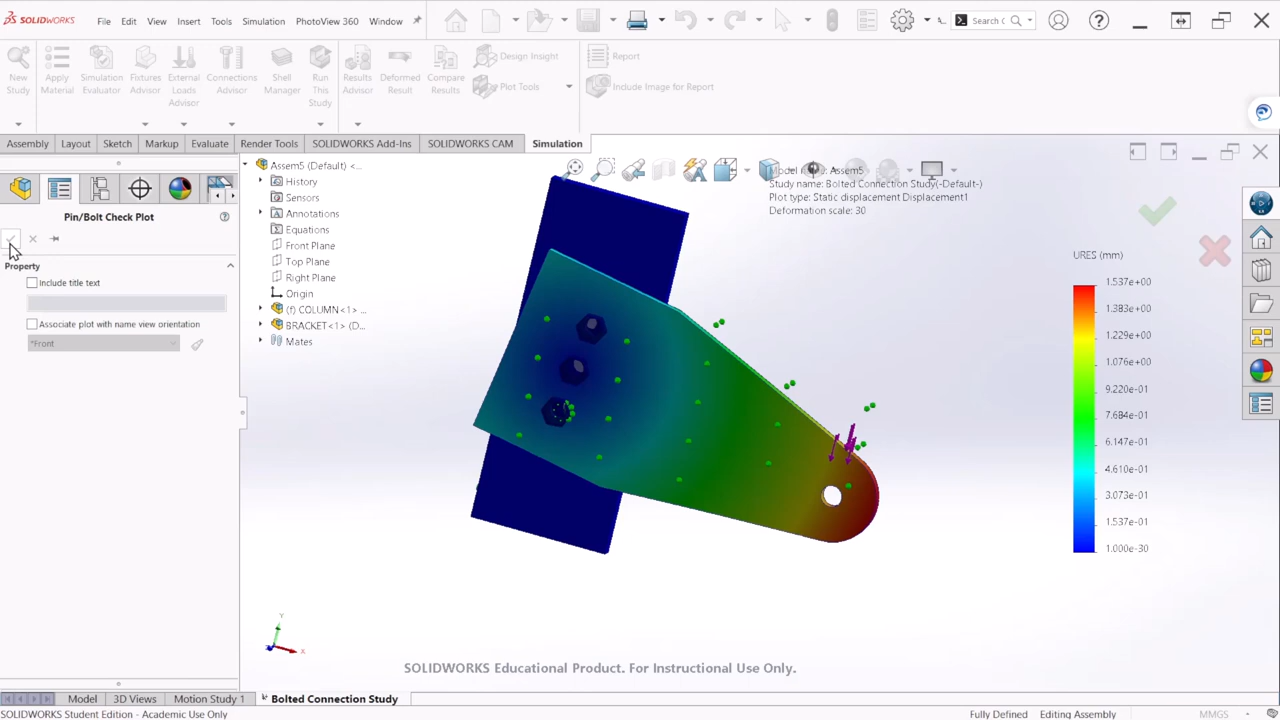 SOLIDWORKS File Edit View Insert Tools Simulation PhotoView 360 Window
Search C
New Study
Apply Material
Simulation Evaluator
Fixtures Advisor
External Loads Advisor
Connections Advisor
Shell Manager
Run This Study
Results Advisor
Deformed Result
Compare Results
Design Insight
Plot Tools
Report
Include Image for Report
Assembly Layout Sketch Markup Evaluate Render Tools SOLIDWORKS Add-Ins SOLIDWORKS CAM Simulation
Pin/Bolt Check Plot
Property
Include title text
Associate plot with name view orientation
*Front
Assem5 (Default) <...
History
Sensors
Annotations
Equations
Front Plane
Top Plane
Right Plane
Origin
(f) COLUMN<1> ...
BRACKET<1> (D...
Mates
Model name: Assem5
Study name: Bolted Connection Study(-Default-)
Plot type: Static displacement Displacement1
Deformation scale: 30
URES (mm)
1.537e+00
1.383e+00
1.229e+00
1.076e+00
9.220e-01
7.684e-01
6.147e-01
4.610e-01
3.073e-01
1.537e-01
1.000e-30
Y
X
SOLIDWORKS Educational Product. For Instructional Use Only.
Model 3D Views Motion Study 1 Bolted Connection Study
SOLIDWORKS Student Edition - Academic Use Only
Fully Defined Editing Assembly MMGS